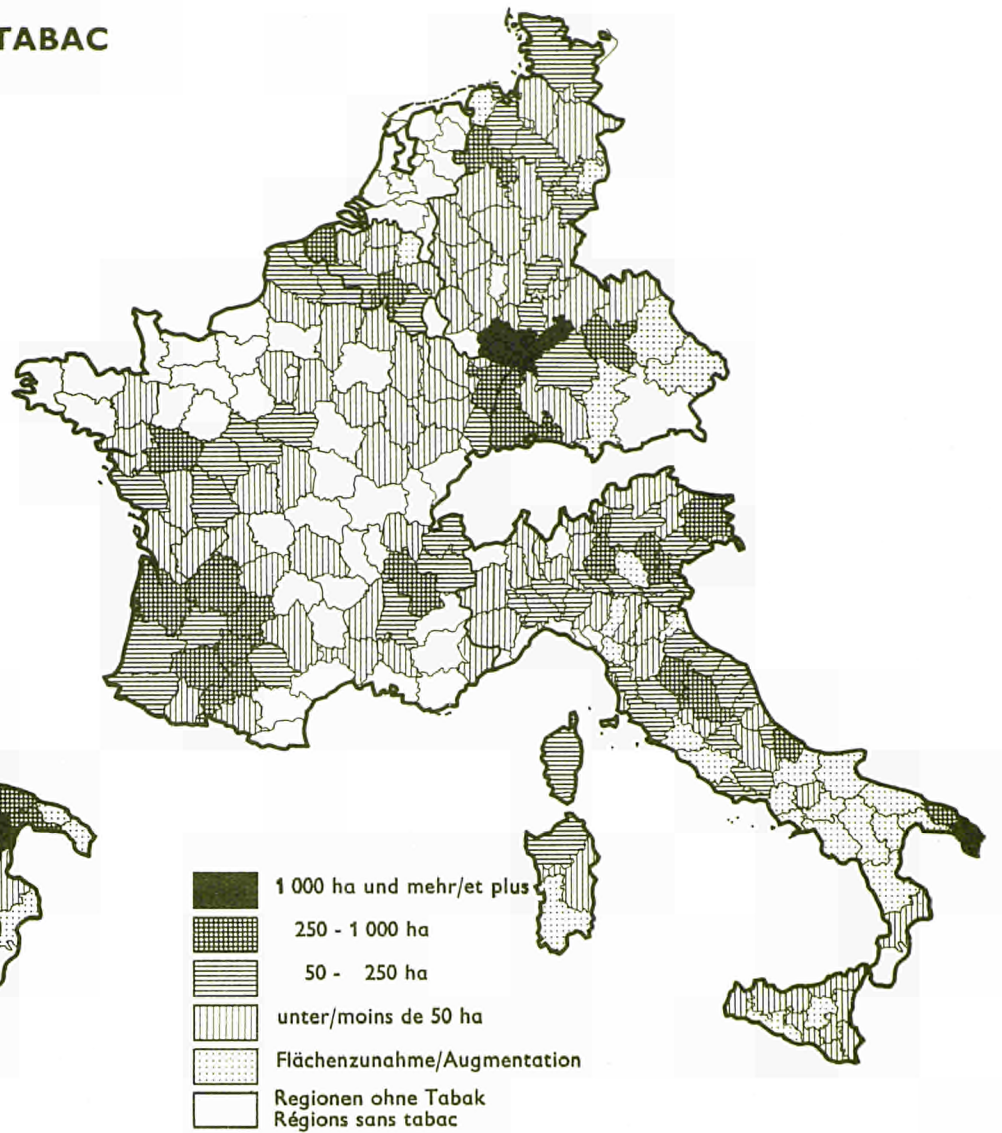 TABAC
1 000 ha und mehr/et plus
250 - 1 000 ha
50 - 250 ha
unter/moins de 50 ha
Flächenzunahme/Augmentation
Regionen ohne Tabak
Régions sans tabac